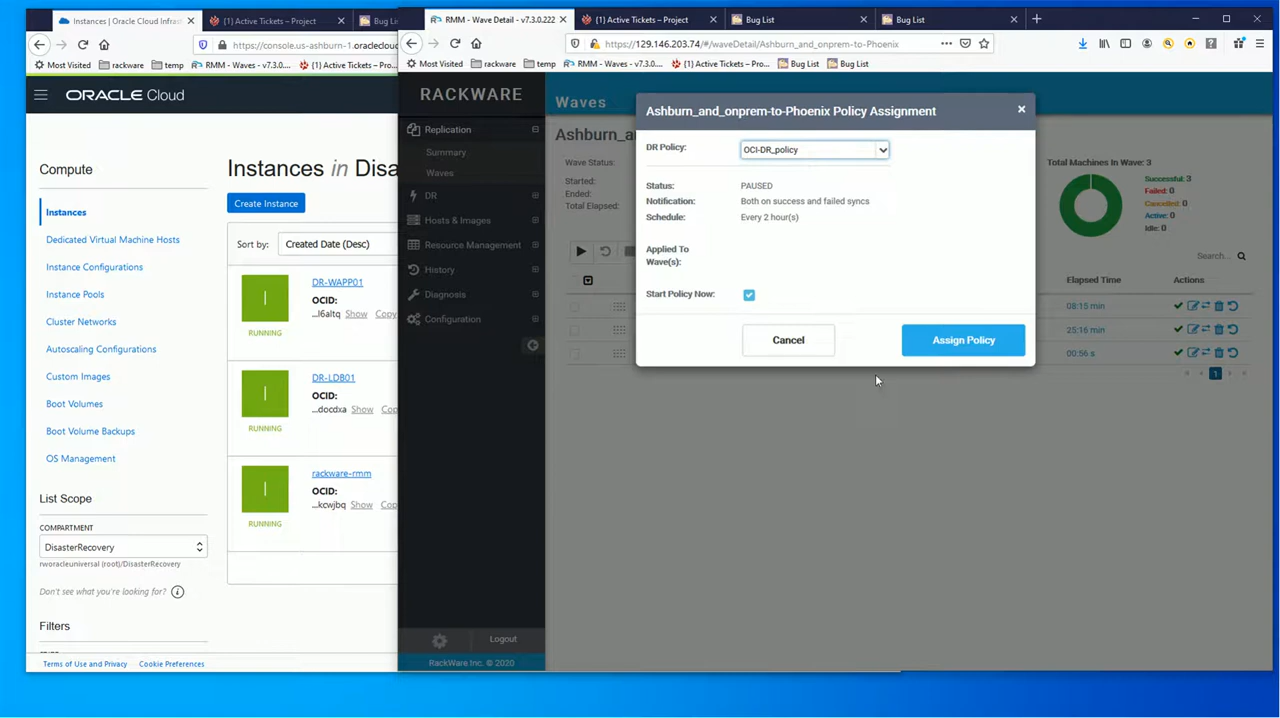 Instances | Oracle Cloud Infras
(1) Active Tickets – Project
Bug Lis
https://console.us-ashburn-1.oraclecloud
Most Visited
rackware
temp
RMM - Waves - v7.3.0....
(1) Active Tickets - Pro...
ORACLE Cloud
Compute
Instances
Dedicated Virtual Machine Hosts
Instance Configurations
Instance Pools
Cluster Networks
Autoscaling Configurations
Custom Images
Boot Volumes
Boot Volume Backups
OS Management
List Scope
COMPARTMENT
DisasterRecovery
rworacleuniversal (root)/DisasterRecovery
Don't see what you're looking for?
Filters
Terms of Use and Privacy
Cookie Preferences
Instances in Disa
Create Instance
Sort by:
Created Date (Desc)
DR-WAPP01
OCID:
...l6altq Show Copy
RUNNING
DR-LDB01
OCID:
...docdxa Show Cop
RUNNING
rackware-rmm
OCID:
...kcwjbq Show Cop
RUNNING
RMM - Wave Detail - v7.3.0.222
(1) Active Tickets – Project
Bug List
Bug List
https://129.146.203.74/#/waveDetail/Ashburn_and_onprem-to-Phoenix
Most Visited
rackware
temp
RMM - Waves - v7.3.0....
(1) Active Tickets - Pro...
Bug List
Bug List
RACKWARE
Replication
Summary
Waves
DR
Hosts & Images
Resource Management
History
Diagnosis
Configuration
Logout
RackWare Inc. © 2020
Waves
Ashburn_a
Wave Status:
Started:
Ended:
Total Elapsed:
Ashburn_and_onprem-to-Phoenix Policy Assignment
×
DR Policy:
OCI-DR_policy
Status:
PAUSED
Notification:
Both on success and failed syncs
Schedule:
Every 2 hour(s)
Applied To
Wave(s):
Start Policy Now:
Cancel
Assign Policy
Total Machines In Wave: 3
Successful: 3
Failed: 0
Cancelled: 0
Active: 0
Idle: 0
Search...
Elapsed Time
Actions
08:15 min
25:16 min
00:56 s
1